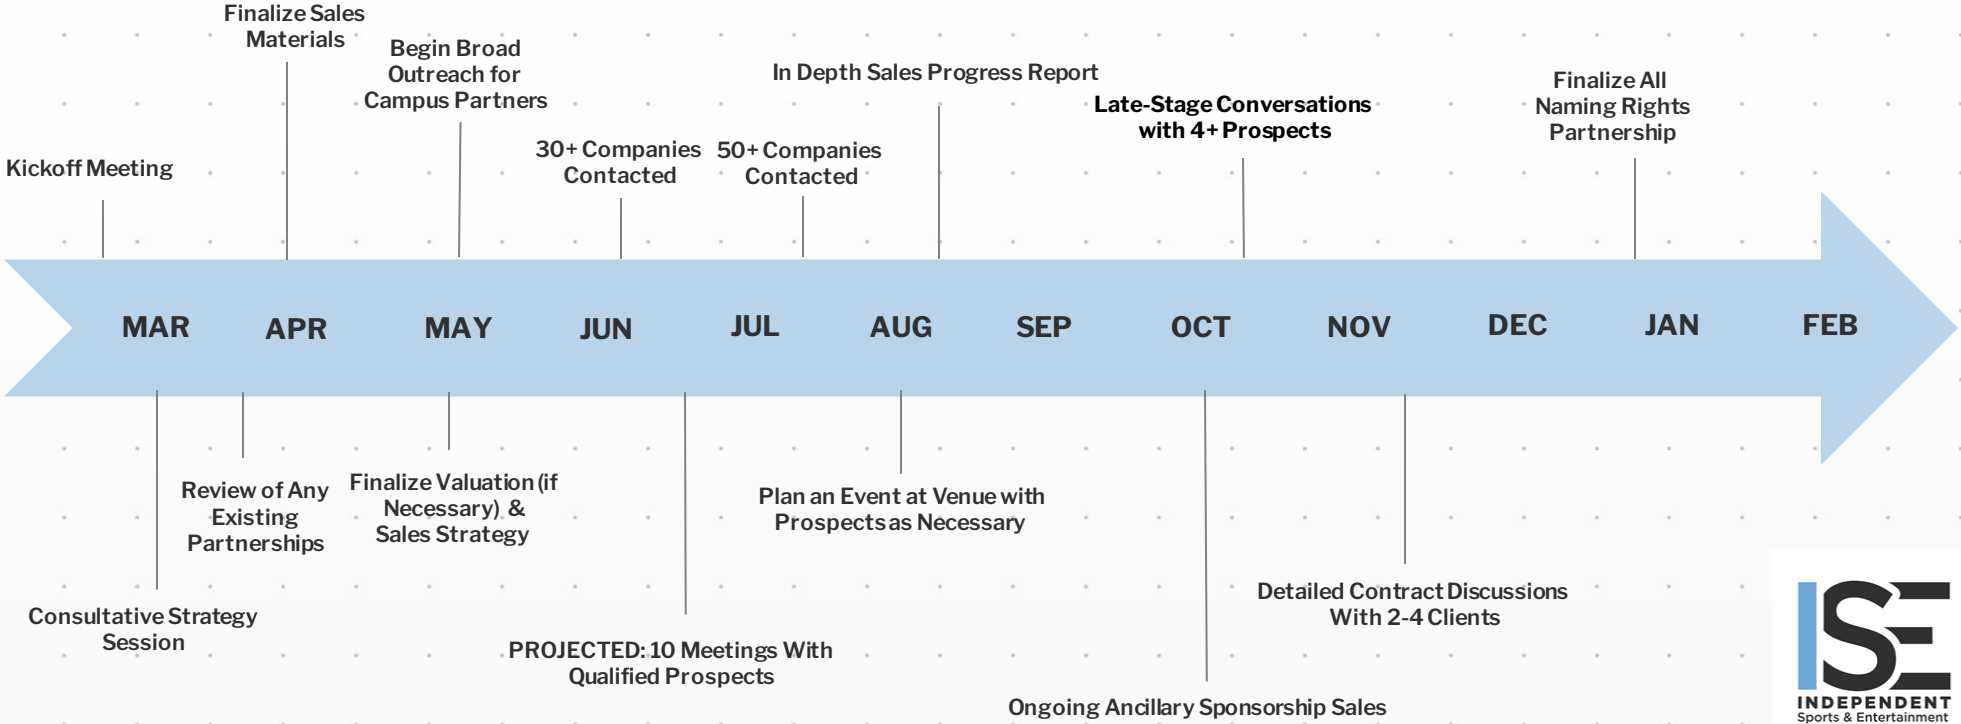 Finalize Sales
Materials
Begin Broad
Outreach for
Campus Partners
In Depth Sales Progress Report
Late-Stage Conversations
with 4+ Prospects
Finalize All
Naming Rights
Partnership
Kickoff Meeting
30+ Companies
Contacted
50+ Companies
Contacted
MAR APR MAY JUN JUL AUG SEP OCT NOV DEC JAN FEB
Consultative Strategy
Session
Review of Any
Existing
Partnerships
Finalize Valuation (if
Necessary) &
Sales Strategy
PROJECTED: 10 Meetings With
Qualified Prospects
Plan an Event at Venue with
Prospects as Necessary
Ongoing Ancillary Sponsorship Sales
Detailed Contract Discussions
With 2-4 Clients
ISE
INDEPENDENT
Sports & Entertainment